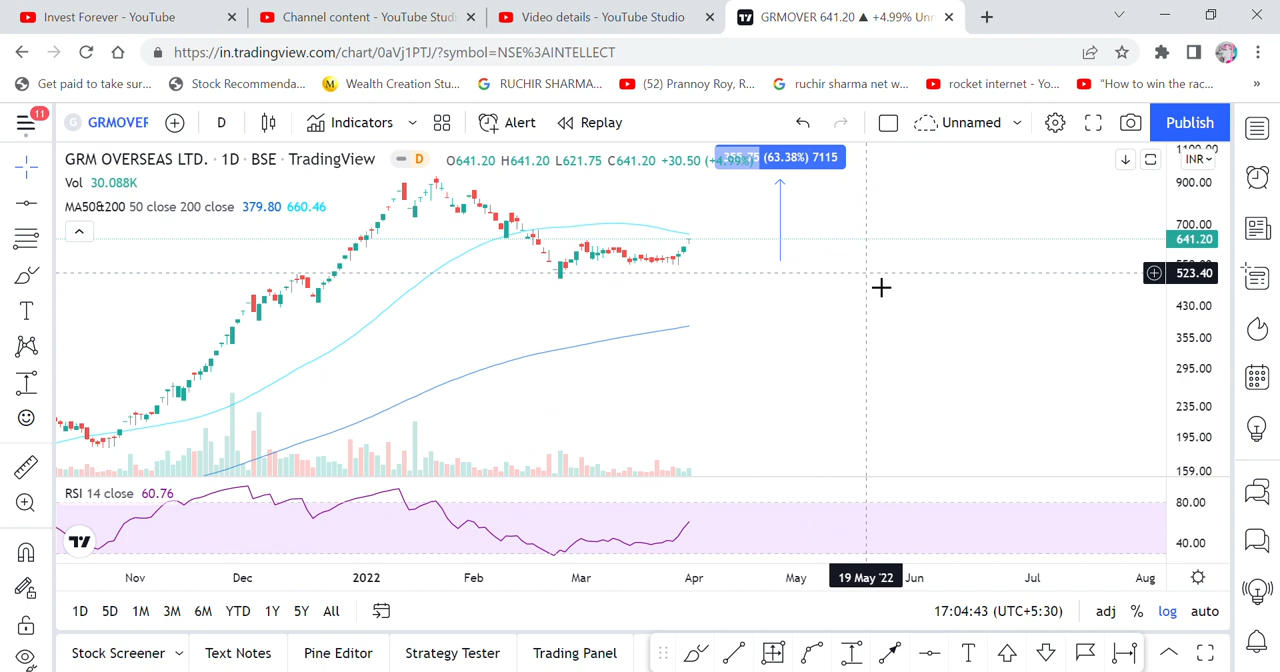 Invest Forever - YouTube
Channel content - YouTube Studi
Video details - YouTube Studio
GRMOVER 641.20 ▲ +4.99% Unn
https://in.tradingview.com/chart/0aVj1PTJ/?symbol=NSE%3AINTELLECT
Get paid to take sur...
Stock Recommenda...
Wealth Creation Stu...
RUCHIR SHARMA...
(52) Prannoy Roy, R...
ruchir sharma net w...
rocket internet - Yo...
"How to win the rac...
»
11
GRMOVER
D
Indicators
Alert
Replay
Unnamed
Publish
GRM OVERSEAS LTD. · 1D · BSE · TradingView
D
O641.20 H641.20 L621.75 C641.20 +30.50 (+4.99%)
(63.38%) 7115
INR
Vol 30.088K
MA50&200 50 close 200 close 379.80 660.46
900.00
700.00
641.20
523.40
430.00
355.00
295.00
235.00
195.00
159.00
RSI 14 close 60.76
80.00
40.00
Nov
Dec
2022
Feb
Mar
Apr
May
19 May '22
Jun
Jul
Aug
1D 5D 1M 3M 6M YTD 1Y 5Y All
17:04:43 (UTC+5:30)
adj % log auto
Stock Screener
Text Notes
Pine Editor
Strategy Tester
Trading Panel